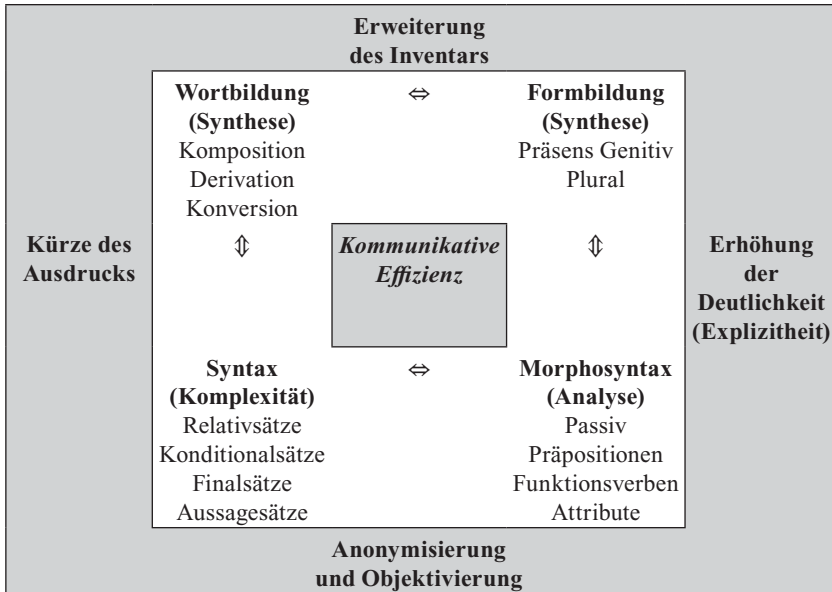 Erweiterung
des Inventars
Wortbildung
(Synthese)
Komposition
Derivation
Konversion
⇔
Formbildung
(Synthese)
Präsens Genitiv
Plural
Kürze des
Ausdrucks
⇕
Kommunikative
Effizienz
⇕
Erhöhung
der
Deutlichkeit
(Explizitheit)
Syntax
(Komplexität)
Relativsätze
Konditionalsätze
Finalsätze
Aussagesätze
⇔
Morphosyntax
(Analyse)
Passiv
Präpositionen
Funktionsverben
Attribute
Anonymisierung
und Objektivierung